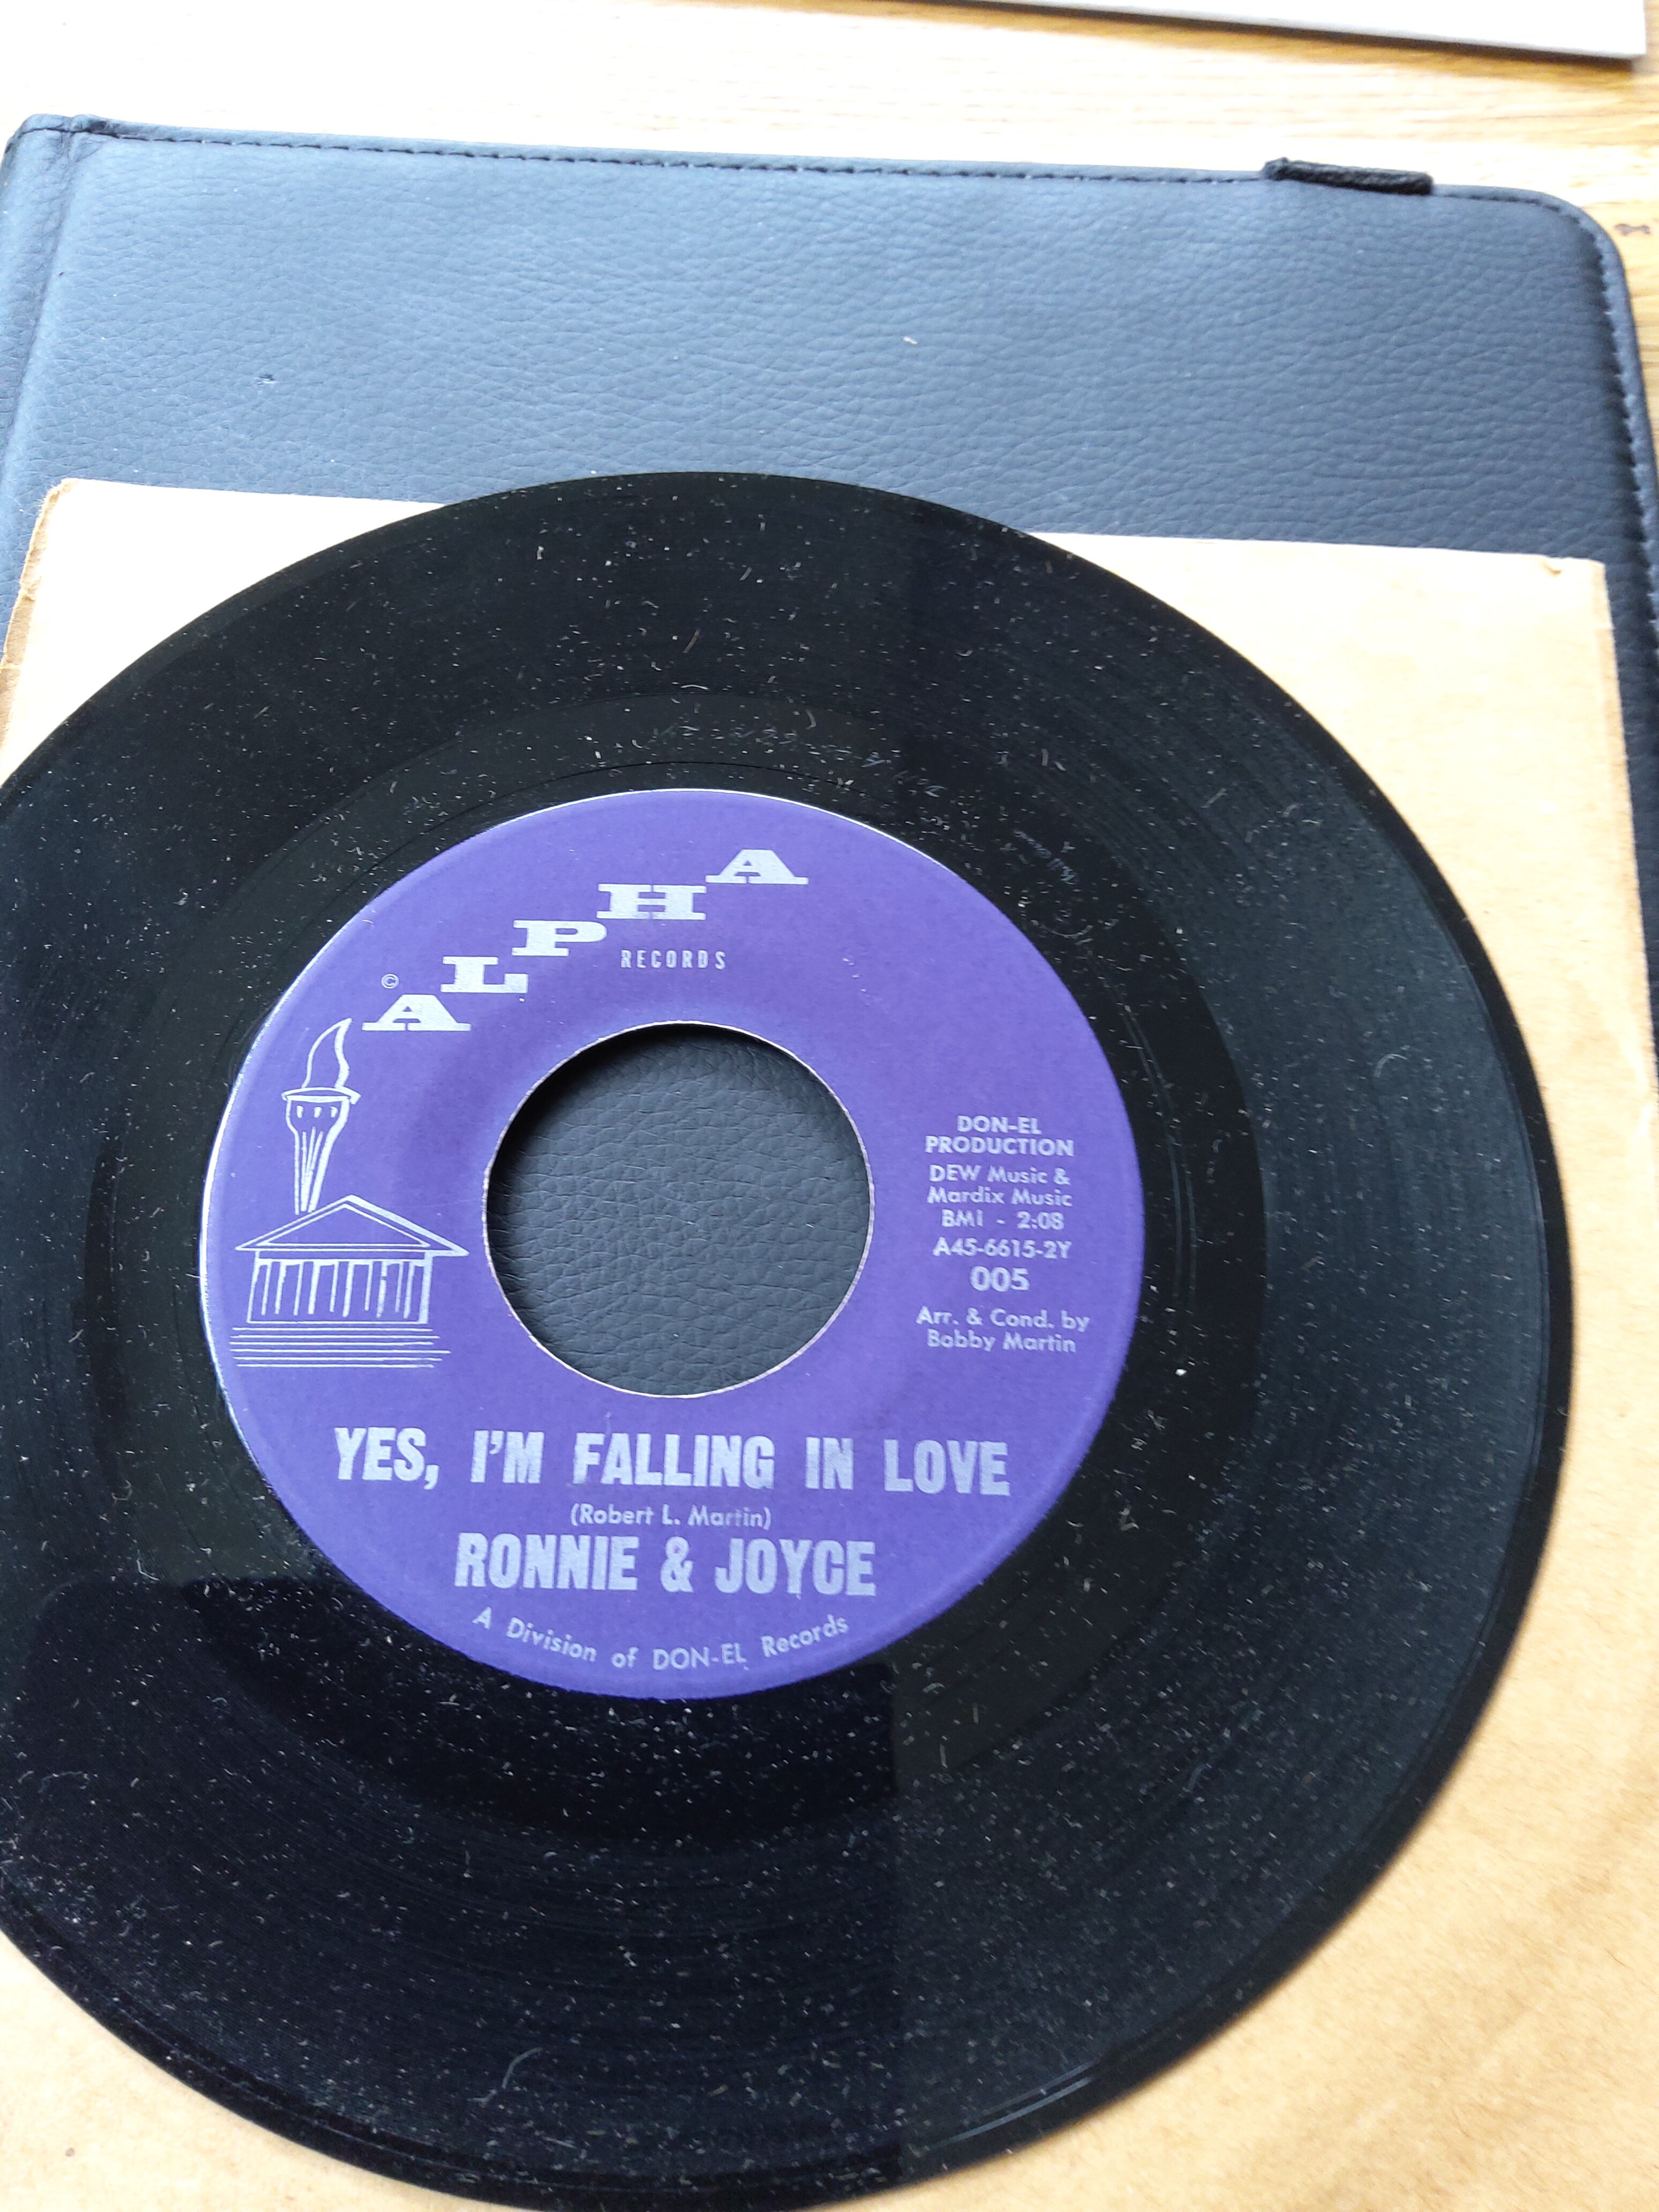 ALPHA
©
RECORDS
DON-EL
PRODUCTION
DEW Music &
Mardix Music
BMI - 2:08
A45-6615-2Y
005
Arr. & Cond. by
Bobby Martin
YES, I'M FALLING IN LOVE
(Robert L. Martin)
RONNIE & JOYCE
A Division of DON-EL Records